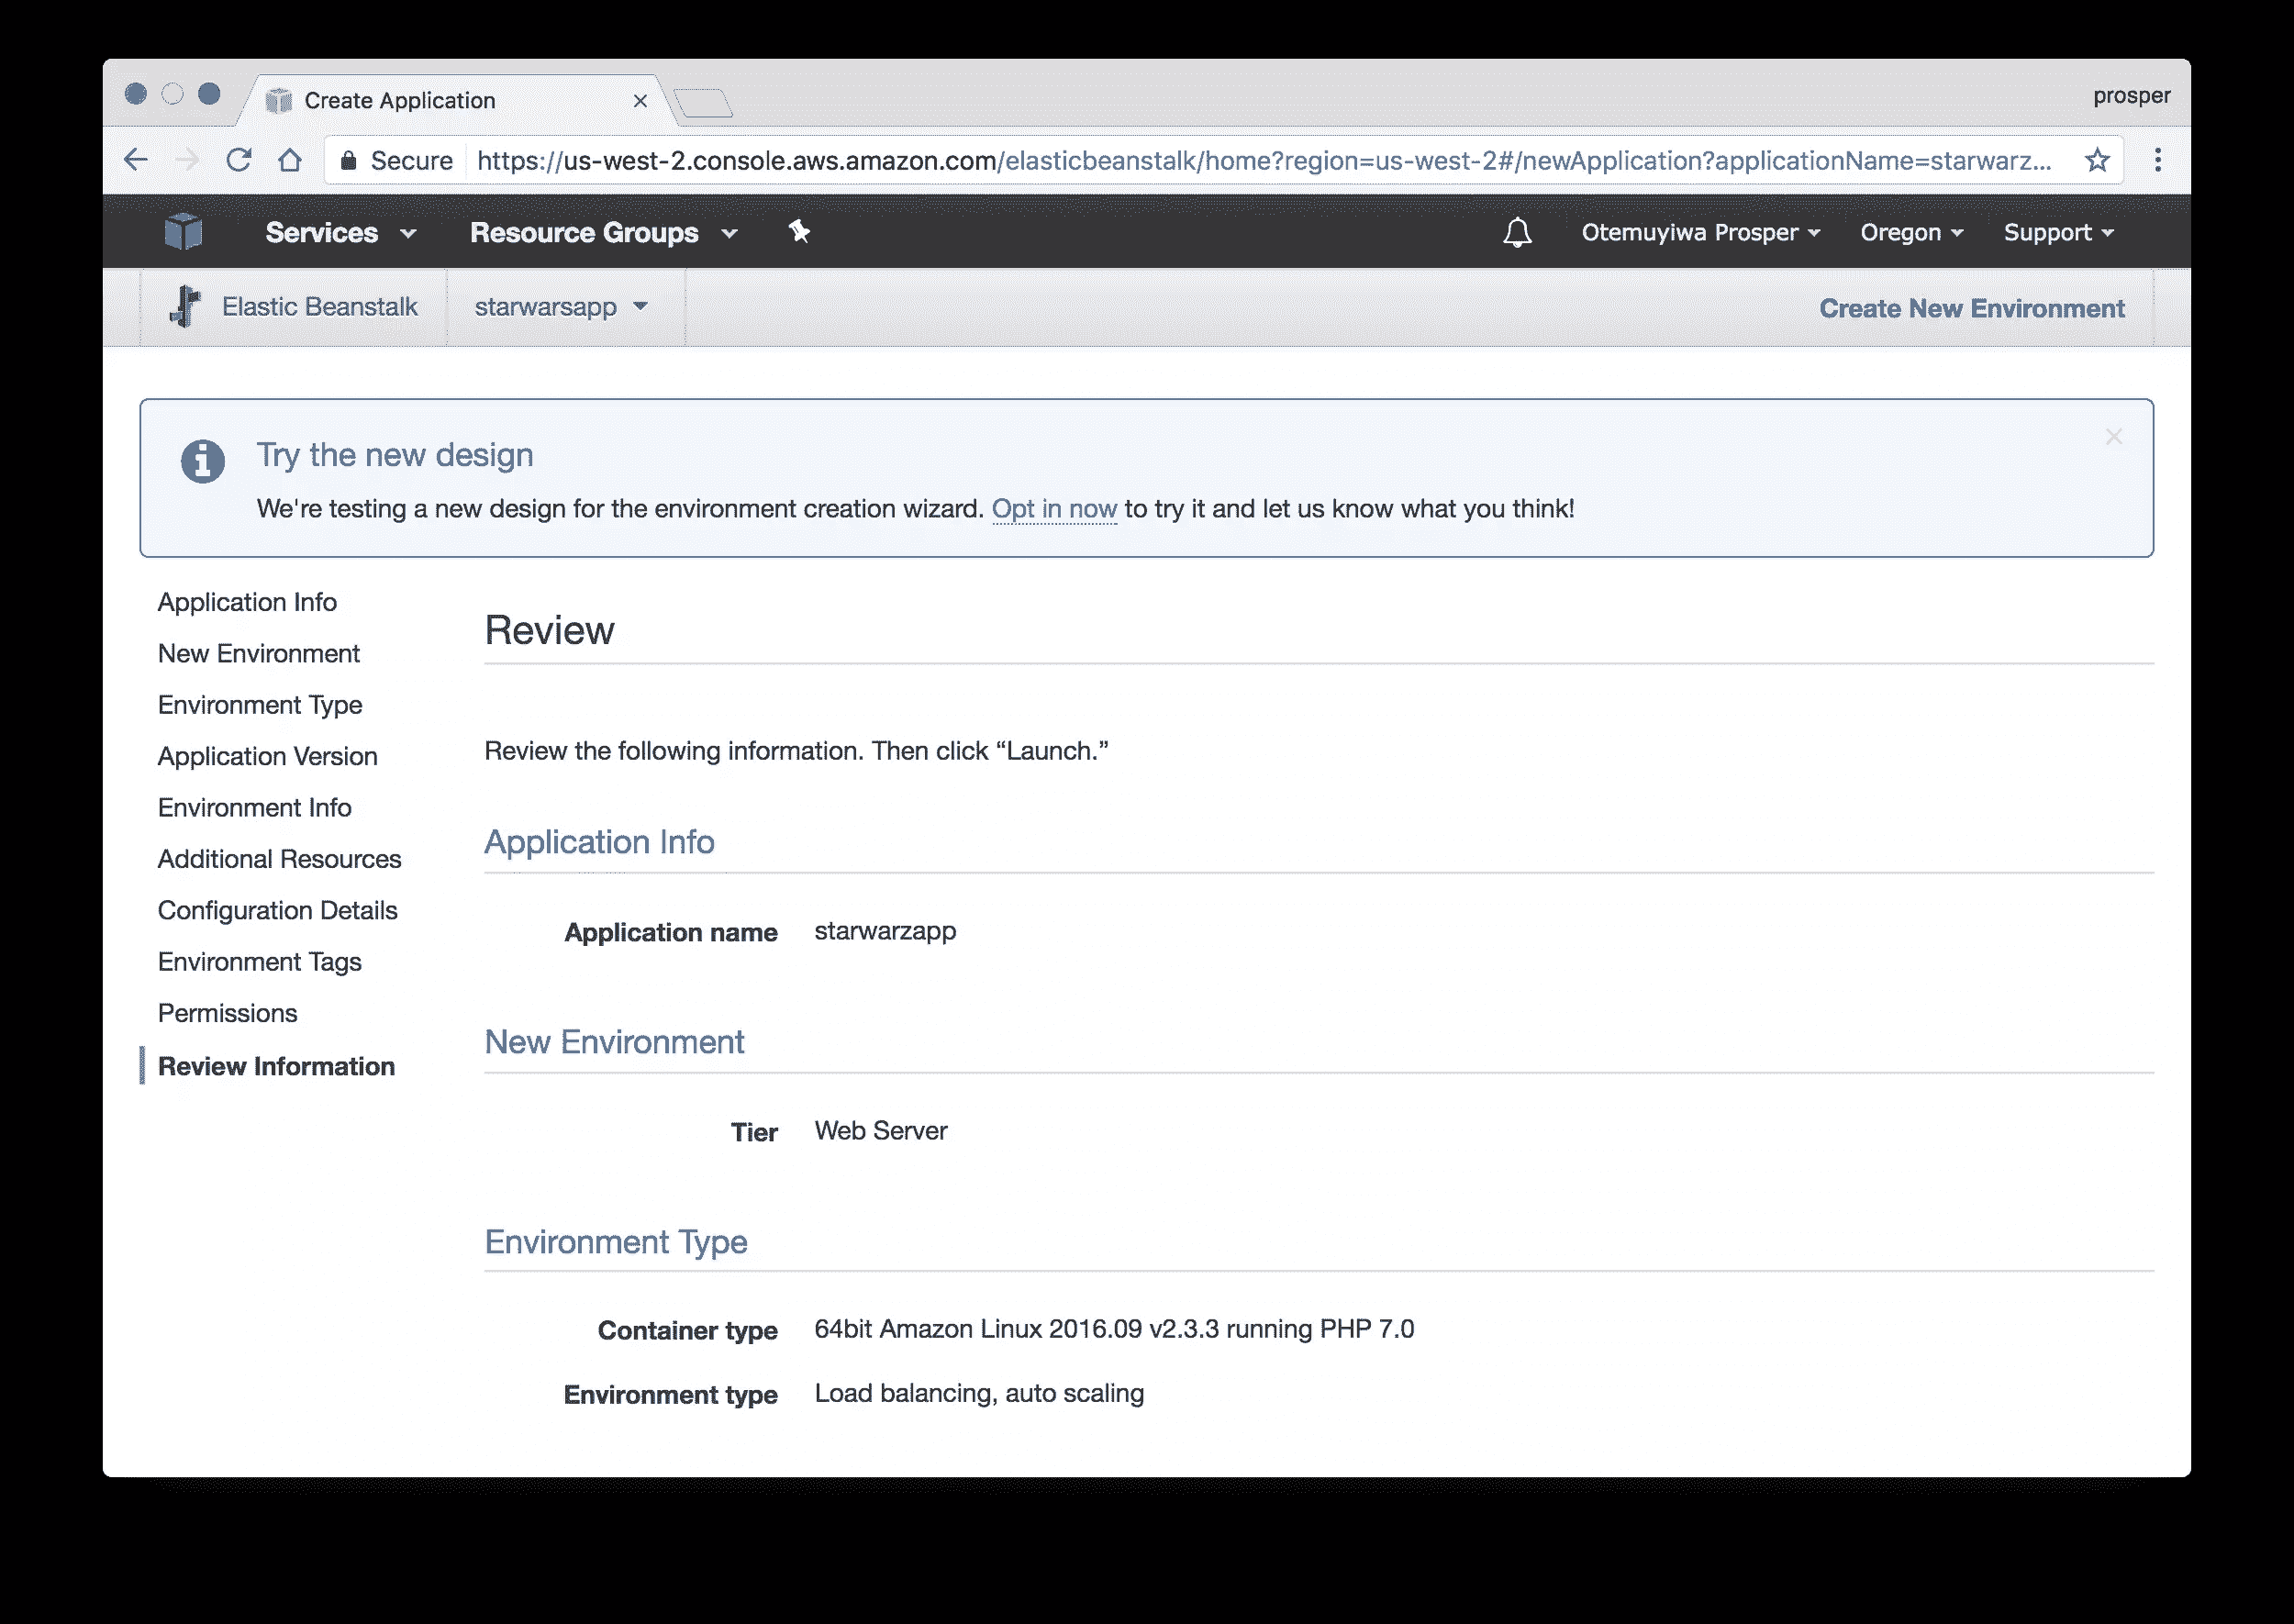 Create Application
prosper
Secure https://us-west-2.console.aws.amazon.com/elasticbeanstalk/home?region=us-west-2#/newApplication?applicationName=starwarz...
Services Resource Groups Otemuyiwa Prosper Oregon Support
Elastic Beanstalk starwarsapp Create New Environment
Try the new design
We're testing a new design for the environment creation wizard. Opt in now to try it and let us know what you think!
Application Info
New Environment
Environment Type
Application Version
Environment Info
Additional Resources
Configuration Details
Environment Tags
Permissions
Review Information
Review
Review the following information. Then click “Launch.”
Application Info
Application name starwarzapp
New Environment
Tier Web Server
Environment Type
Container type 64bit Amazon Linux 2016.09 v2.3.3 running PHP 7.0
Environment type Load balancing, auto scaling